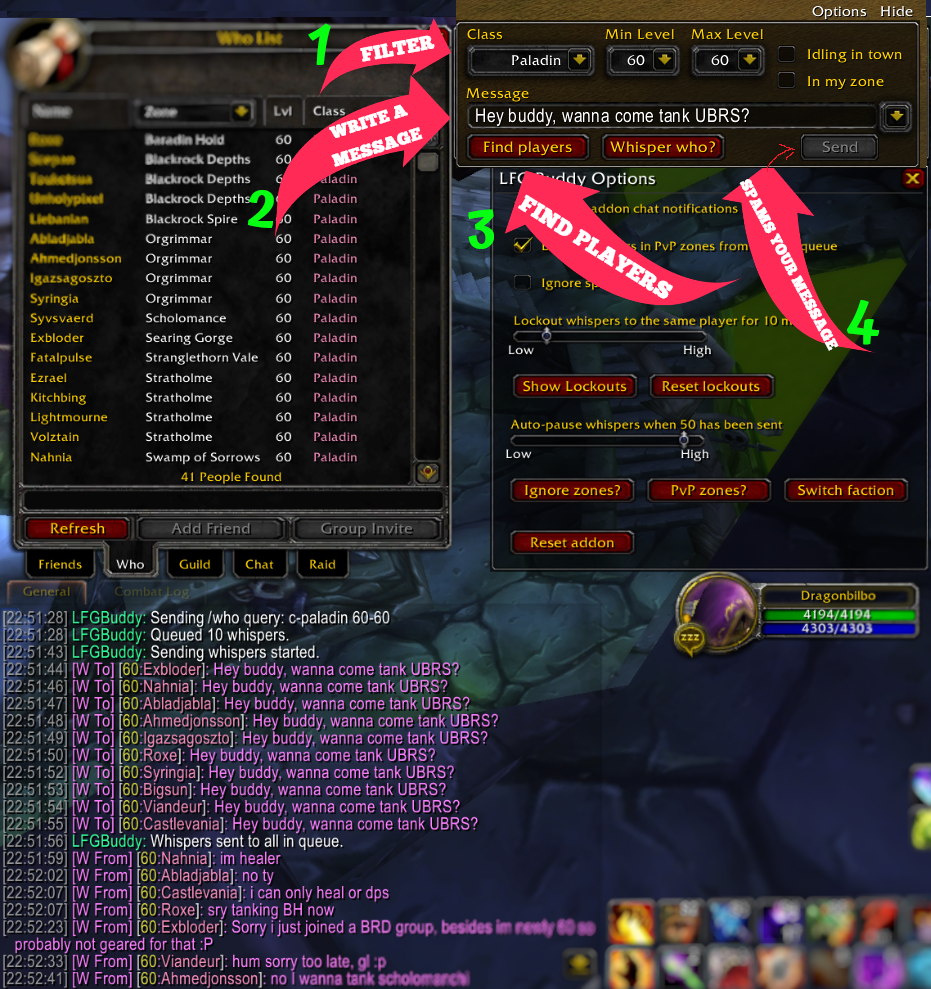 Options Hide
Who List
1
FILTER
Class
Min Level
Max Level
Paladin
60
60
Idling in town
In my zone
Message
Hey buddy, wanna come tank UBRS?
Find players
Whisper who?
Send
WRITE A
MESSAGE
2
Name
Zone
Lvl
Class
Roxe Baradin Hold 60
Blackrock Depths 60
Blackrock Depths 60 Paladin
Blackrock Depths Paladin
Liebanian Blackrock Spire 60 Paladin
Abladjabla Orgrimmar 60 Paladin
Ahmedjonsson Orgrimmar 60 Paladin
Igazsagoszto Orgrimmar 60 Paladin
Syringia Orgrimmar 60 Paladin
Syvsvaerd Scholomance 60 Paladin
Exbloder Searing Gorge 60 Paladin
Fatalpulse Stranglethorn Vale 60 Paladin
Ezrael Stratholme 60 Paladin
Kitchbing Stratholme 60 Paladin
Lightmourne Stratholme 60 Paladin
Volztain Stratholme 60 Paladin
Nahnia Swamp of Sorrows 60 Paladin
41 People Found
Refresh
Add Friend
Group Invite
Friends
Who
Guild
Chat
Raid
General
Combat Log
LFGBuddy Options
3
FIND PLAYERS
SPAMS YOUR MESSAGE
4
addon chat notifications
in PvP zones from queue
Ignore
Lockout whispers to the same player for 10 m
Low
High
Show Lockouts
Reset lockouts
Auto-pause whispers when 50 has been sent
Low
High
Ignore zones?
PvP zones?
Switch faction
Reset addon
Dragonbilbo
4194/4194
4303/4303
zzz
[22:51:28] LFGBuddy: Sending /who query: c-paladin 60-60
[22:51:28] LFGBuddy: Queued 10 whispers.
[22:51:43] LFGBuddy: Sending whispers started.
[22:51:44] [W To] [60:Exbloder]: Hey buddy, wanna come tank UBRS?
[22:51:46] [W To] [60:Nahnia]: Hey buddy, wanna come tank UBRS?
[22:51:47] [W To] [60:Abladjabla]: Hey buddy, wanna come tank UBRS?
[22:51:48] [W To] [60:Ahmedjonsson]: Hey buddy, wanna come tank UBRS?
[22:51:49] [W To] [60:Igazsagoszto]: Hey buddy, wanna come tank UBRS?
[22:51:50] [W To] [60:Roxe]: Hey buddy, wanna come tank UBRS?
[22:51:52] [W To] [60:Syringia]: Hey buddy, wanna come tank UBRS?
[22:51:53] [W To] [60:Bigsun]: Hey buddy, wanna come tank UBRS?
[22:51:54] [W To] [60:Viandeur]: Hey buddy, wanna come tank UBRS?
[22:51:55] [W To] [60:Castlevania]: Hey buddy, wanna come tank UBRS?
[22:51:56] LFGBuddy: Whispers sent to all in queue.
[22:51:59] [W From] [60:Nahnia]: im healer
[22:52:02] [W From] [60:Abladjabla]: no ty
[22:52:07] [W From] [60:Castlevania]: i can only heal or dps
[22:52:07] [W From] [60:Roxe]: sry tanking BH now
[22:52:23] [W From] [60:Exbloder]: Sorry i just joined a BRD group, besides im newly 60 so
probably not geared for that :P
[22:52:33] [W From] [60:Viandeur]: hum sorry too late, gl :p
[22:52:41] [W From] [60:Ahmedjonsson]: no I wanna tank